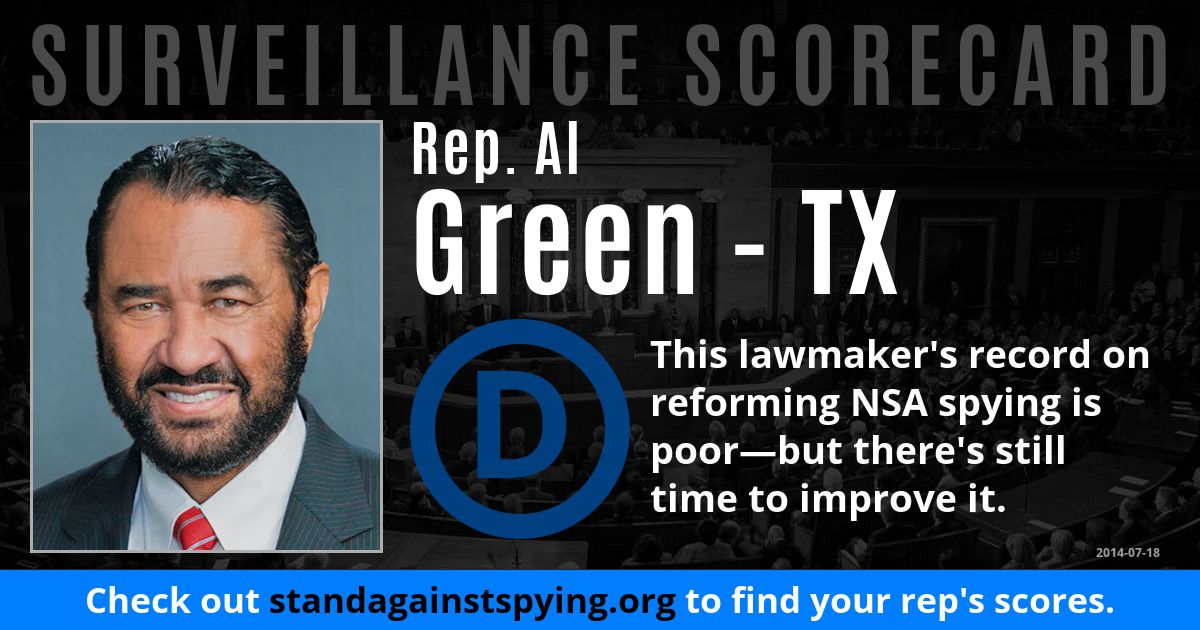 SURVEILLANCE SCORECARD
Rep. Al
Green - TX
D
This lawmaker's record on
reforming NSA spying is
poor—but there's still
time to improve it.
2014-07-18
Check out standagainstspying.org to find your rep's scores.